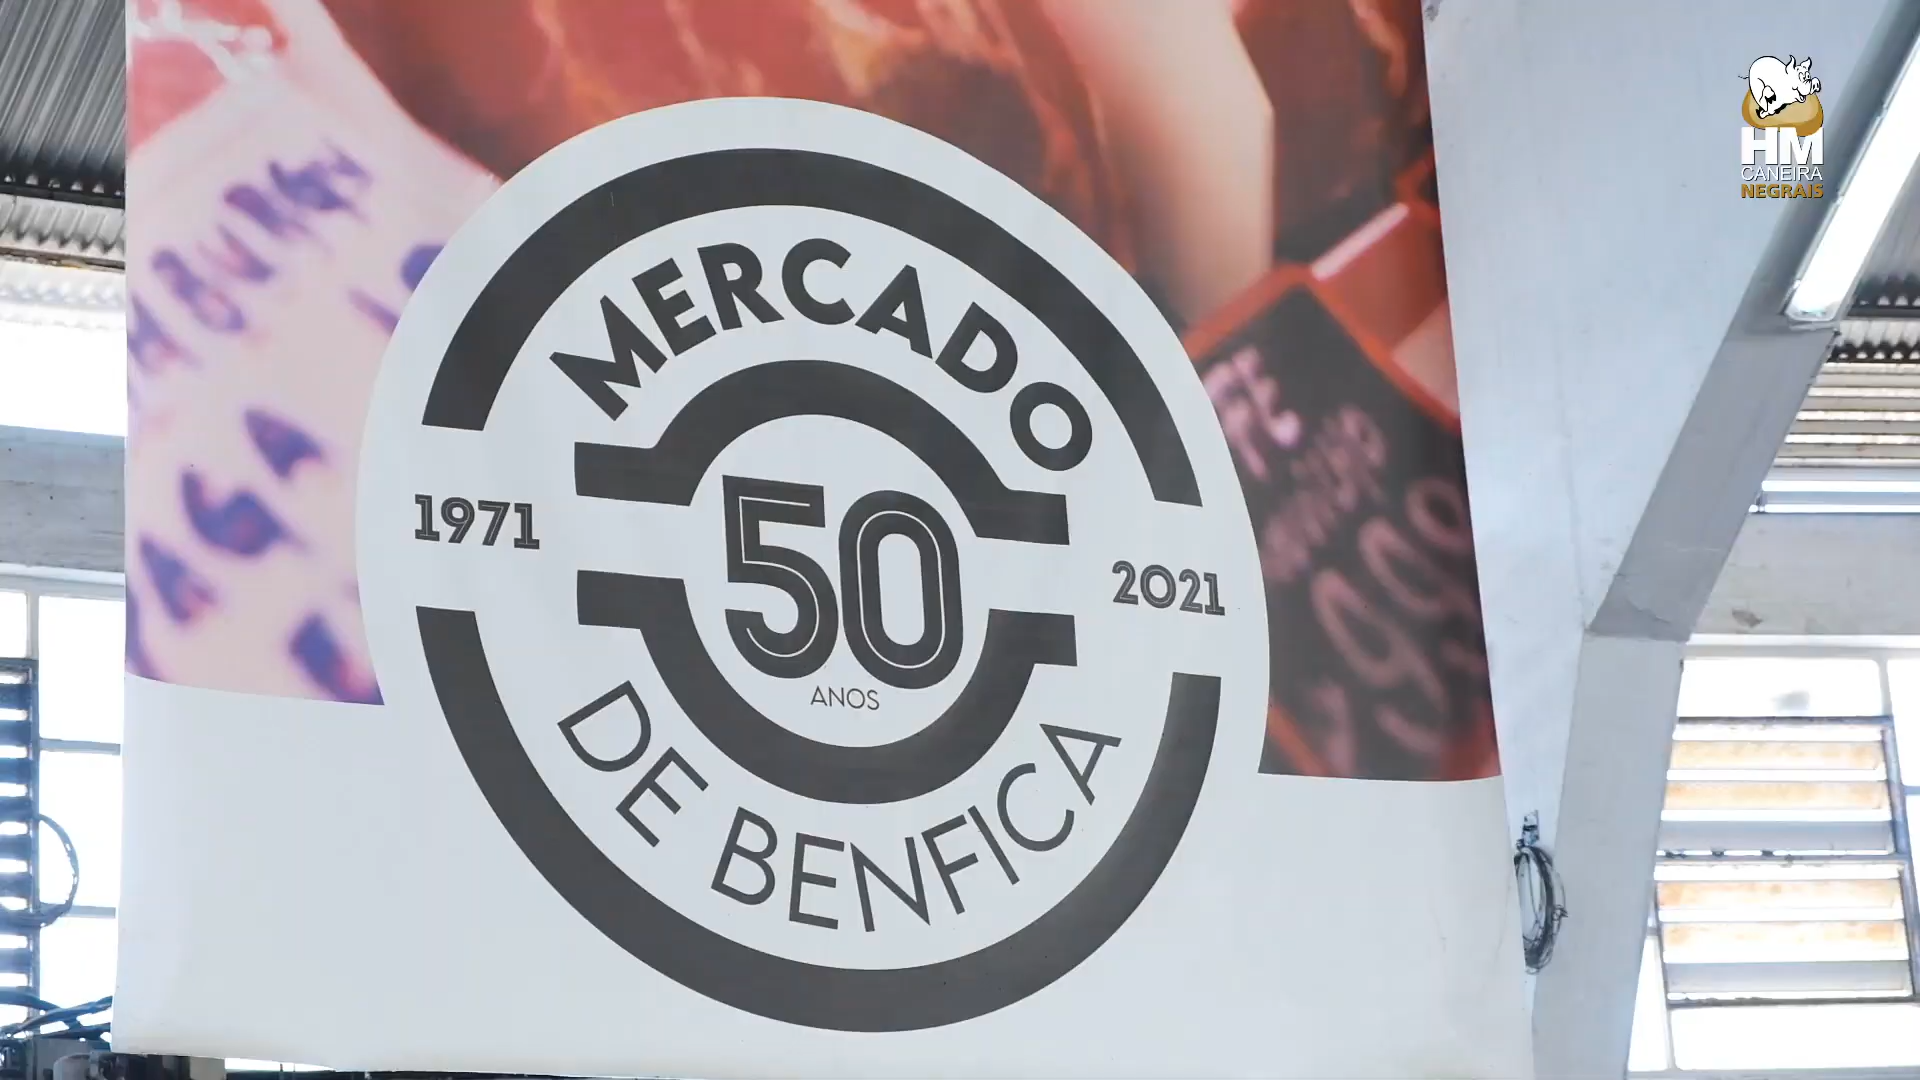 HM
CANEIRA
NEGRAIS
MERCADO
1971
50
2021
ANOS
DE BENFICA